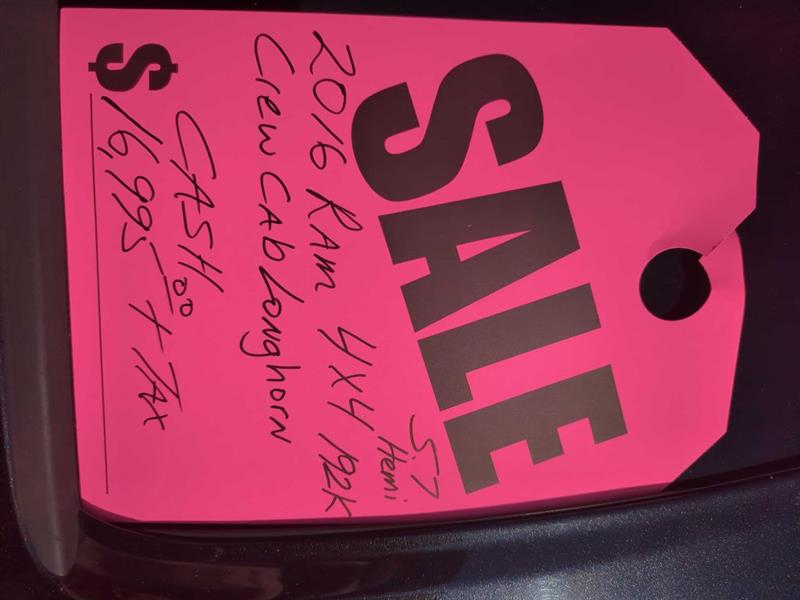 SALE
5.7
Hemi
2016 RAM 4X4 192K
Crew CAb Longhorn
CASH
$ 16,995.00 + TAX